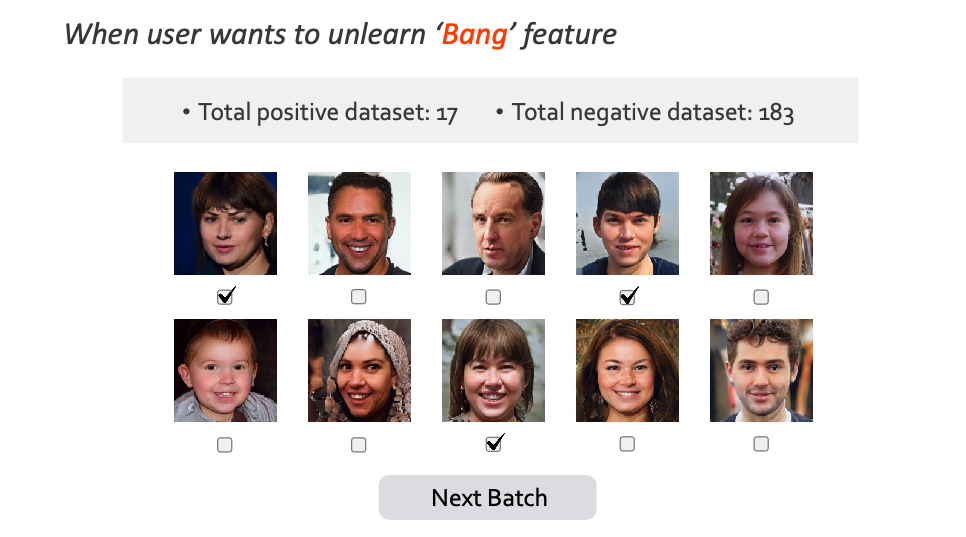 When user wants to unlearn ‘Bang’ feature
• Total positive dataset: 17 • Total negative dataset: 183
Next Batch